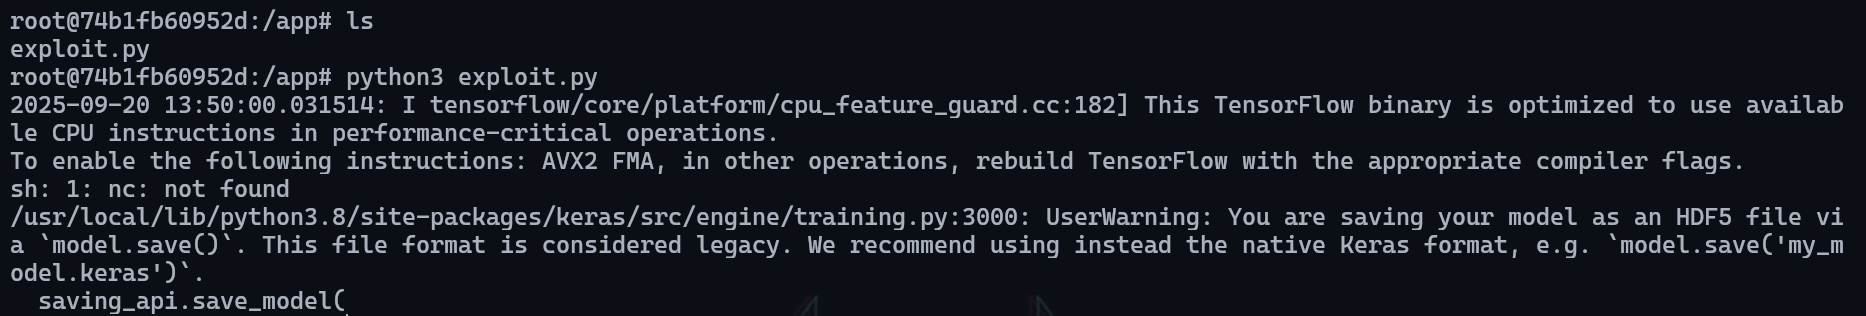 root@74b1fb60952d:/app# ls
exploit.py
root@74b1fb60952d:/app# python3 exploit.py
2025-09-20 13:50:00.031514: I tensorflow/core/platform/cpu_feature_guard.cc:182] This TensorFlow binary is optimized to use availab
le CPU instructions in performance-critical operations.
To enable the following instructions: AVX2 FMA, in other operations, rebuild TensorFlow with the appropriate compiler flags.
sh: 1: nc: not found
/usr/local/lib/python3.8/site-packages/keras/src/engine/training.py:3000: UserWarning: You are saving your model as an HDF5 file vi
a `model.save()`. This file format is considered legacy. We recommend using instead the native Keras format, e.g. `model.save('my_m
odel.keras')`.
  saving_api.save_model(